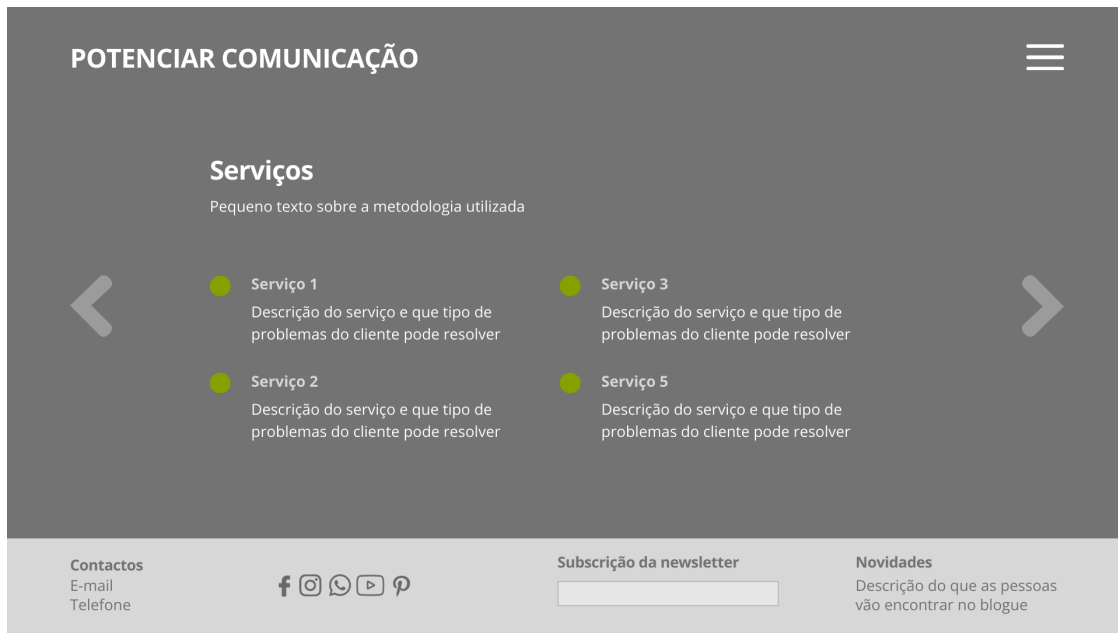 POTENCIAR COMUNICAÇÃO
Serviços
Pequeno texto sobre a metodologia utilizada
Serviço 1
Descrição do serviço e que tipo de
problemas do cliente pode resolver
Serviço 2
Descrição do serviço e que tipo de
problemas do cliente pode resolver
Serviço 3
Descrição do serviço e que tipo de
problemas do cliente pode resolver
Serviço 5
Descrição do serviço e que tipo de
problemas do cliente pode resolver
Contactos
E-mail
Telefone
Subscrição da newsletter
Novidades
Descrição do que as pessoas
vão encontrar no blogue